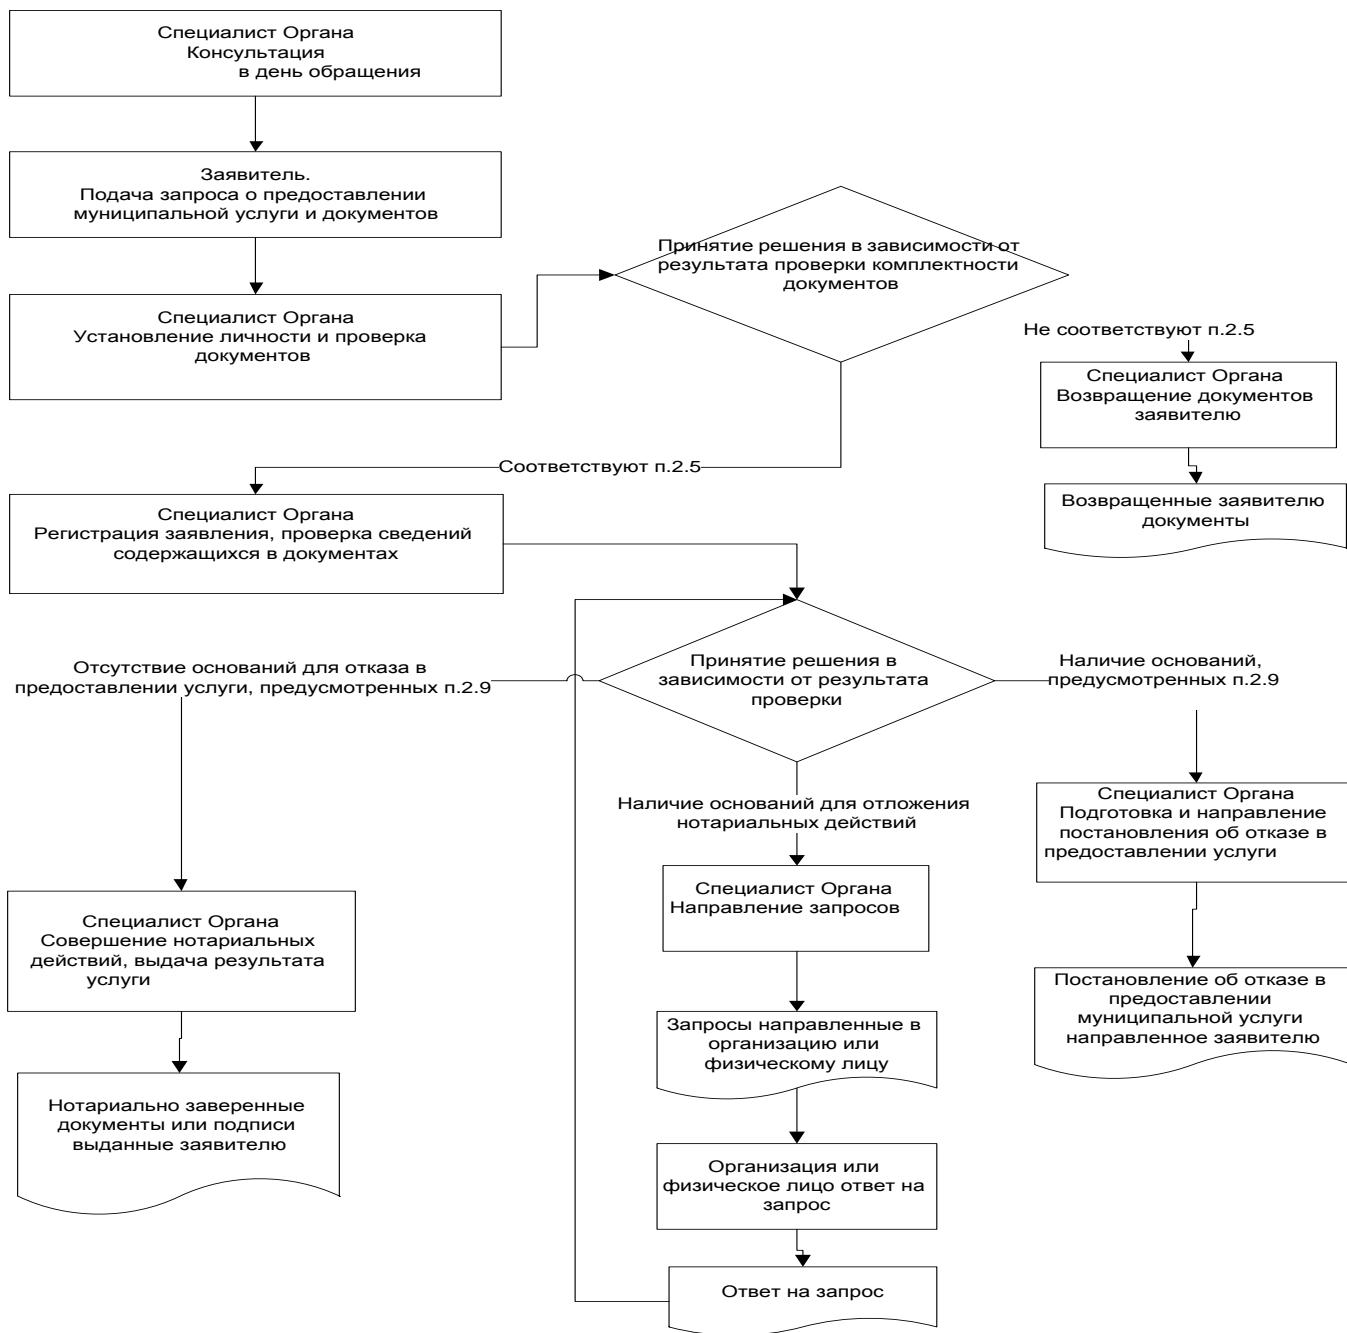 Специалист Органа
Консультация
в день обращения
Заявитель.
Подача запроса о предоставлении
муниципальной услуги и документов
Специалист Органа
Установление личности и проверка
документов
Принятие решения в зависимости от
результата проверки комплектности
документов
Не соответствуют п.2.5
Специалист Органа
Возвращение документов
заявителю
Возвращенные заявителю
документы
Соответствуют п.2.5
Специалист Органа
Регистрация заявления, проверка сведений
содержащихся в документах
Принятие решения в
зависимости от результата
проверки
Отсутствие оснований для отказа в
предоставлении услуги, предусмотренных п.2.9
Наличие оснований,
предусмотренных п.2.9
Наличие оснований для отложения
нотариальных действий
Специалист Органа
Подготовка и направление
постановления об отказе в
предоставлении услуги
Специалист Органа
Направление запросов
Специалист Органа
Совершение нотариальных
действий, выдача результата
услуги
Постановление об отказе в
предоставлении
муниципальной услуги
направленное заявителю
Запросы направленные в
организацию или
физическому лицу
Нотариально заверенные
документы или подписи
выданные заявителю
Организация или
физическое лицо ответ на
запрос
Ответ на запрос